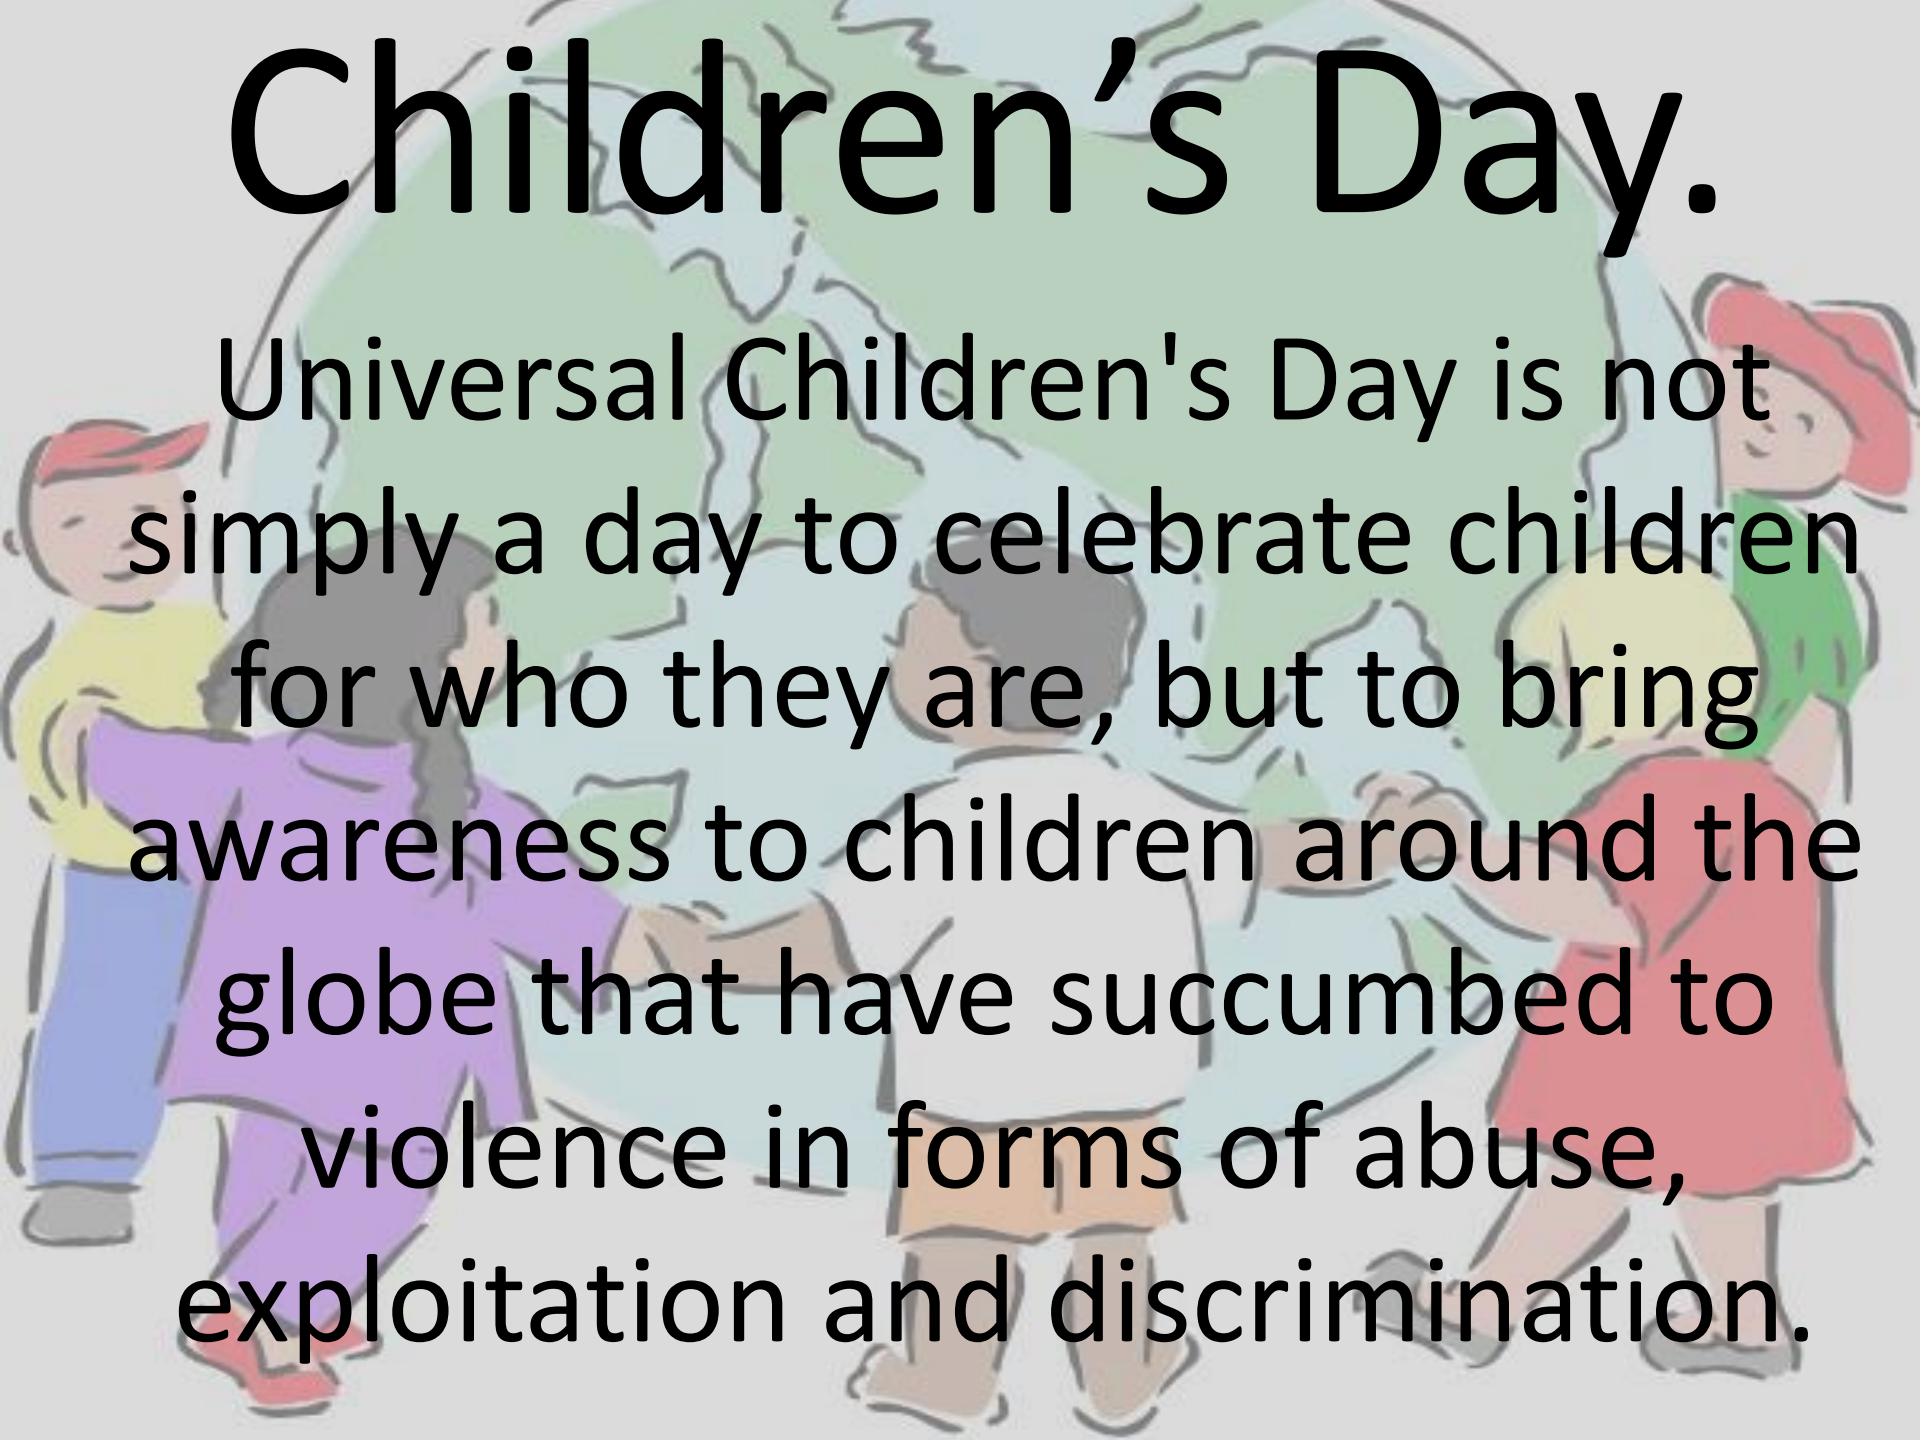 Children’s Day.
Universal Children's Day is not
simply a day to celebrate children
for who they are, but to bring
awareness to children around the
globe that have succumbed to
violence in forms of abuse,
exploitation and discrimination.